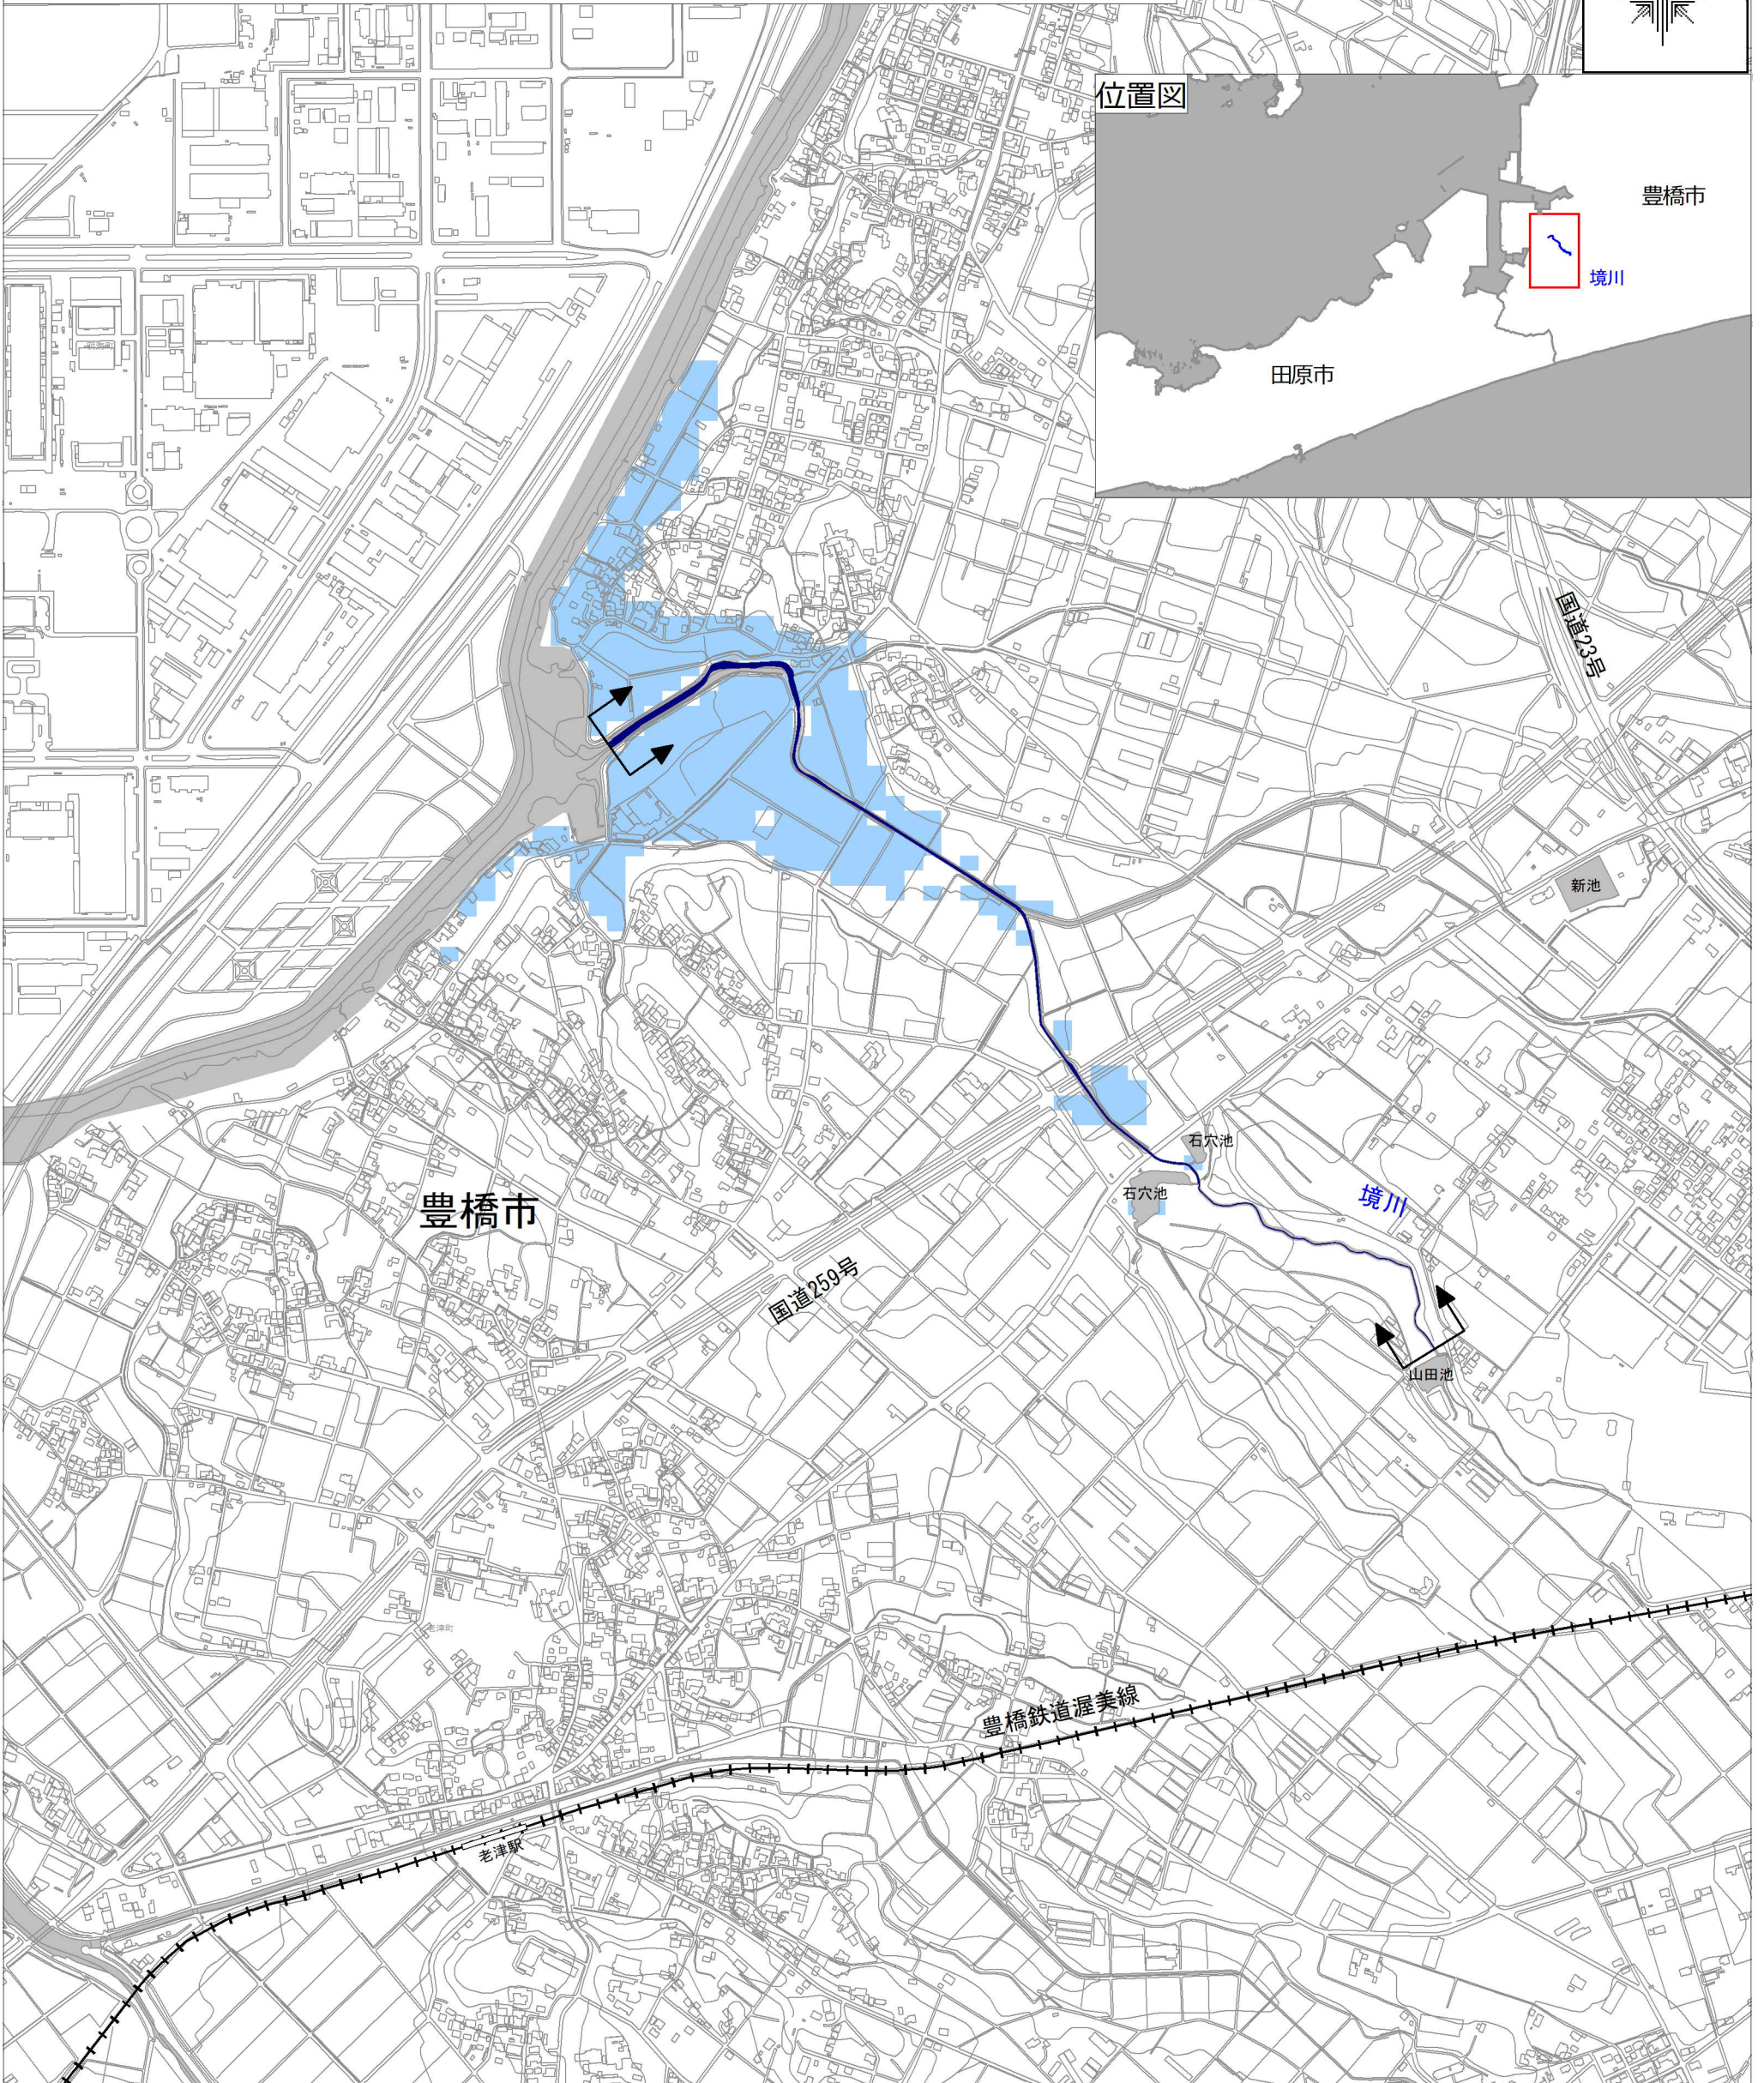 位置図
豊橋市
境川
田原市
国道23号
新池
石穴池
石穴池
境川
豊橋市
国道259号
山田池
豊橋鉄道渥美線
老津駅